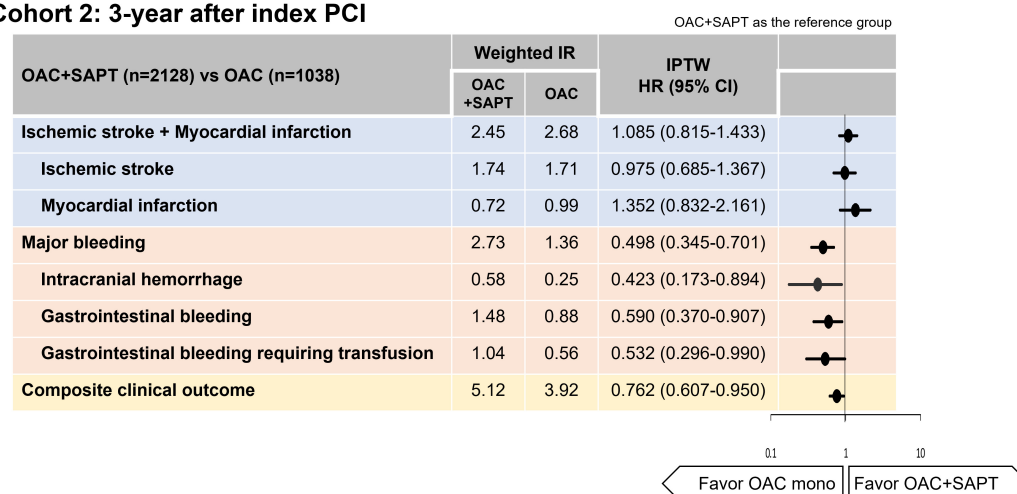 Cohort 2: 3-year after index PCI
OAC+SAPT as the reference group
OAC+SAPT (n=2128) vs OAC (n=1038)
Weighted IR
IPTW
HR (95% CI)
OAC
+SAPT
OAC
Ischemic stroke + Myocardial infarction 2.45 2.68 1.085 (0.815-1.433)
Ischemic stroke 1.74 1.71 0.975 (0.685-1.367)
Myocardial infarction 0.72 0.99 1.352 (0.832-2.161)
Major bleeding 2.73 1.36 0.498 (0.345-0.701)
Intracranial hemorrhage 0.58 0.25 0.423 (0.173-0.894)
Gastrointestinal bleeding 1.48 0.88 0.590 (0.370-0.907)
Gastrointestinal bleeding requiring transfusion 1.04 0.56 0.532 (0.296-0.990)
Composite clinical outcome 5.12 3.92 0.762 (0.607-0.950)
0.1 1 10
Favor OAC mono Favor OAC+SAPT